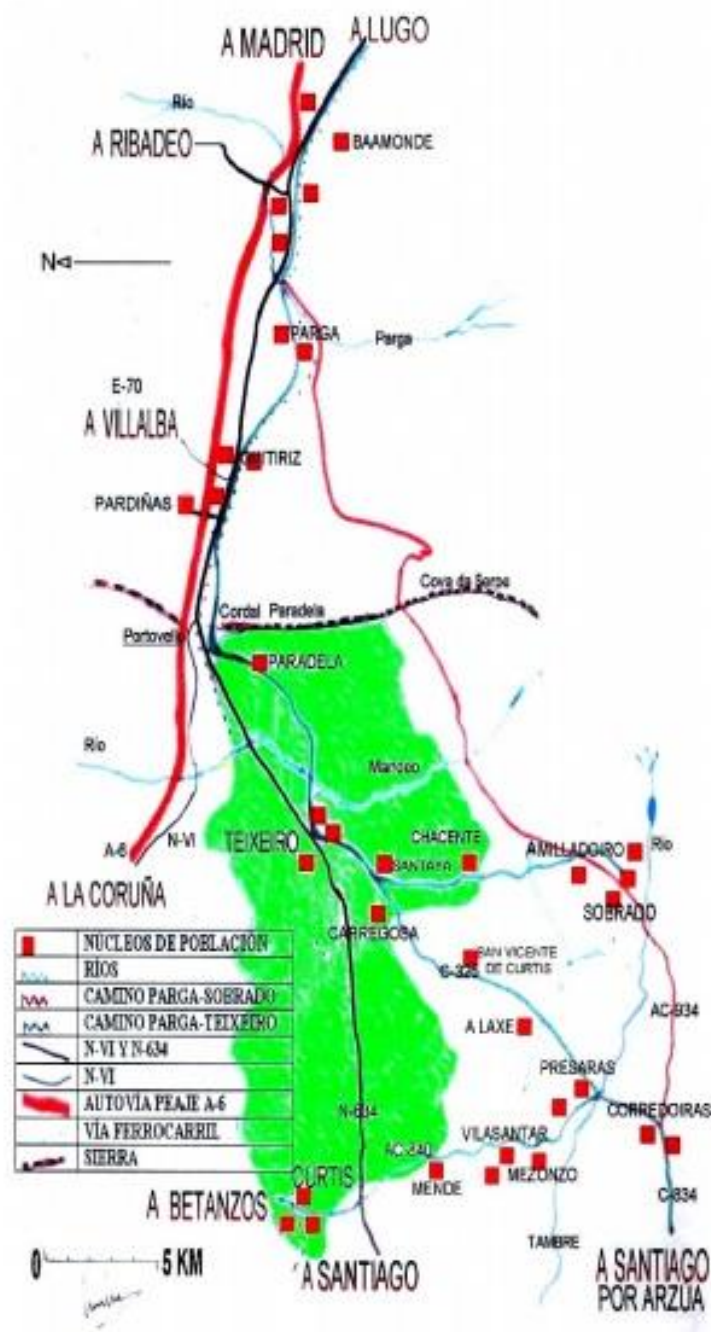 A MADRID
A LUGO
Río
A RIBADEO
BAAMONDE
N
PARGA
Parga
E-70
A VILLALBA
PARDIÑAS
Cova da Serpe
Cordal Paradela
PARADELA
Río
Mandeo
A-6
N-VI
TEIXEIRO
CHACENTE
SANTAYA
AMILLADOIRO
Río
A LA CORUÑA
SOBRADO
CARREGOSA
SAN VICENTE
DE CURTIS
AC-934
A LAXE
PRESARAS
CORREDOIRAS
N-634
VILASANTAR
AC-840
MENDE
MEZONZO
C-834
CURTIS
A BETANZOS
TAMBRE
A SANTIAGO
A SANTIAGO
POR ARZUA
NÚCLEOS DE POBLACIÓN
RÍOS
CAMINO PARGA-SOBRADO
CAMINO PARGA-TEIXEIRO
N-VI Y N-634
N-VI
AUTOVÍA PEAJE A-6
VÍA FERROCARRIL
SIERRA
0 5 KM